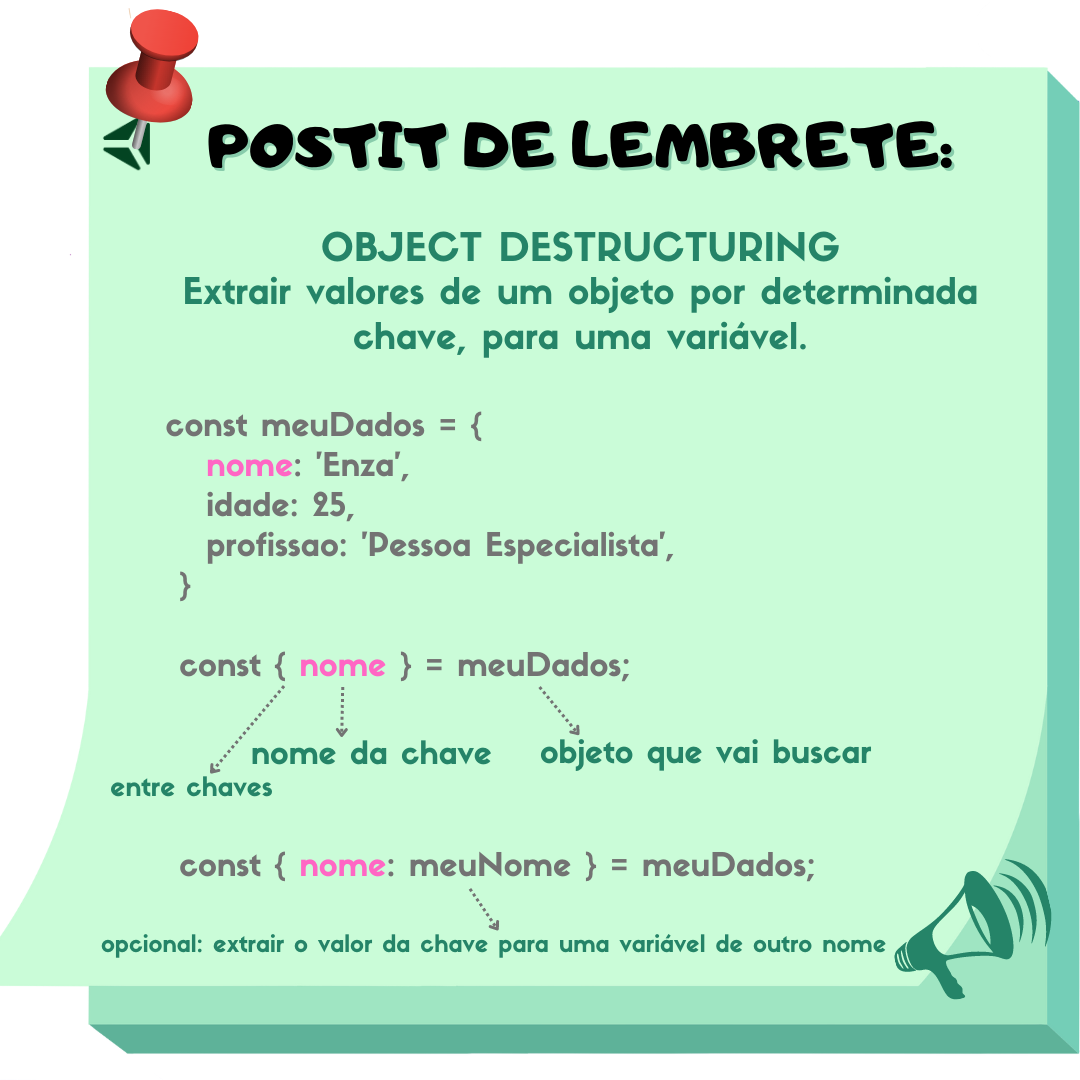 POSTIT DE LEMBRETE:
OBJECT DESTRUCTURING
Extrair valores de um objeto por determinada
chave, para uma variável.
const meuDados = {
nome: 'Enza',
idade: 25,
profissao: 'Pessoa Especialista',
}
const { nome } = meuDados;
nome da chave objeto que vai buscar
entre chaves
const { nome: meuNome } = meuDados;
opcional: extrair o valor da chave para uma variável de outro nome